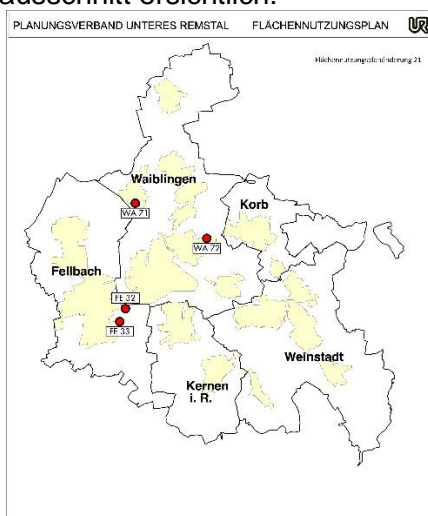 ausschnitt ersichtlich.
PLANUNGSVERBAND UNTERES REMSTAL FLÄCHENNUTZUNGSPLAN UR
Flächennutzungsplanänderung 21
Waiblingen
WA 71
Korb
WA 72
Fellbach
FE 32
FE 33
Weinstadt
Kernen
i. R.